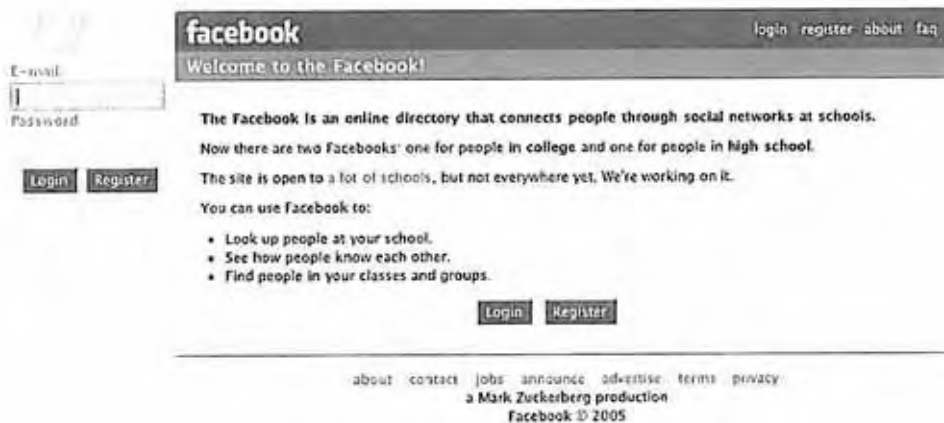 facebook
login register about faq
Welcome to the Facebook!
E-mail:
Password
Login Register
The Facebook is an online directory that connects people through social networks at schools.
Now there are two Facebooks: one for people in college and one for people in high school.
The site is open to a lot of schools, but not everywhere yet. We're working on it.
You can use Facebook to:
• Look up people at your school.
• See how people know each other.
• Find people in your classes and groups.
Login Register
about contact jobs announce advertise terms privacy
a Mark Zuckerberg production
Facebook © 2005